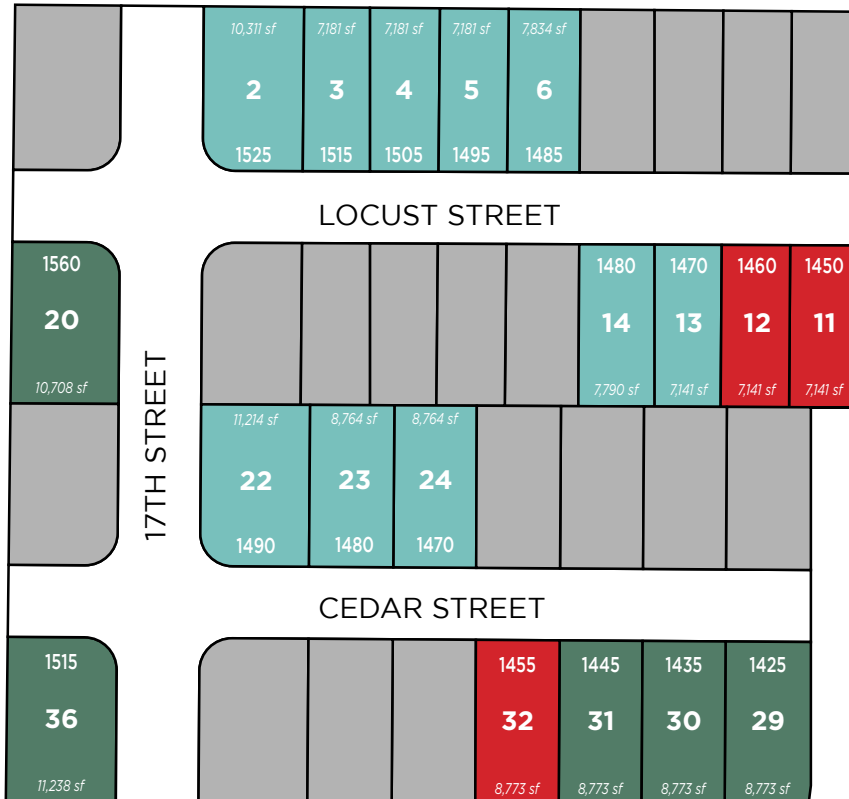 10,311 sf 7,181 sf 7,181 sf 7,181 sf 7,834 sf
2 3 4 5 6
1525 1515 1505 1495 1485
LOCUST STREET
1560 1480 1470 1460 1450
20 14 13 12 11
10,708 sf 7,790 sf 7,141 sf 7,141 sf 7,141 sf
17TH STREET
11,214 sf 8,764 sf 8,764 sf
22 23 24
1490 1480 1470
CEDAR STREET
1515 1455 1445 1435 1425
36 32 31 30 29
11,238 sf 8,773 sf 8,773 sf 8,773 sf 8,773 sf